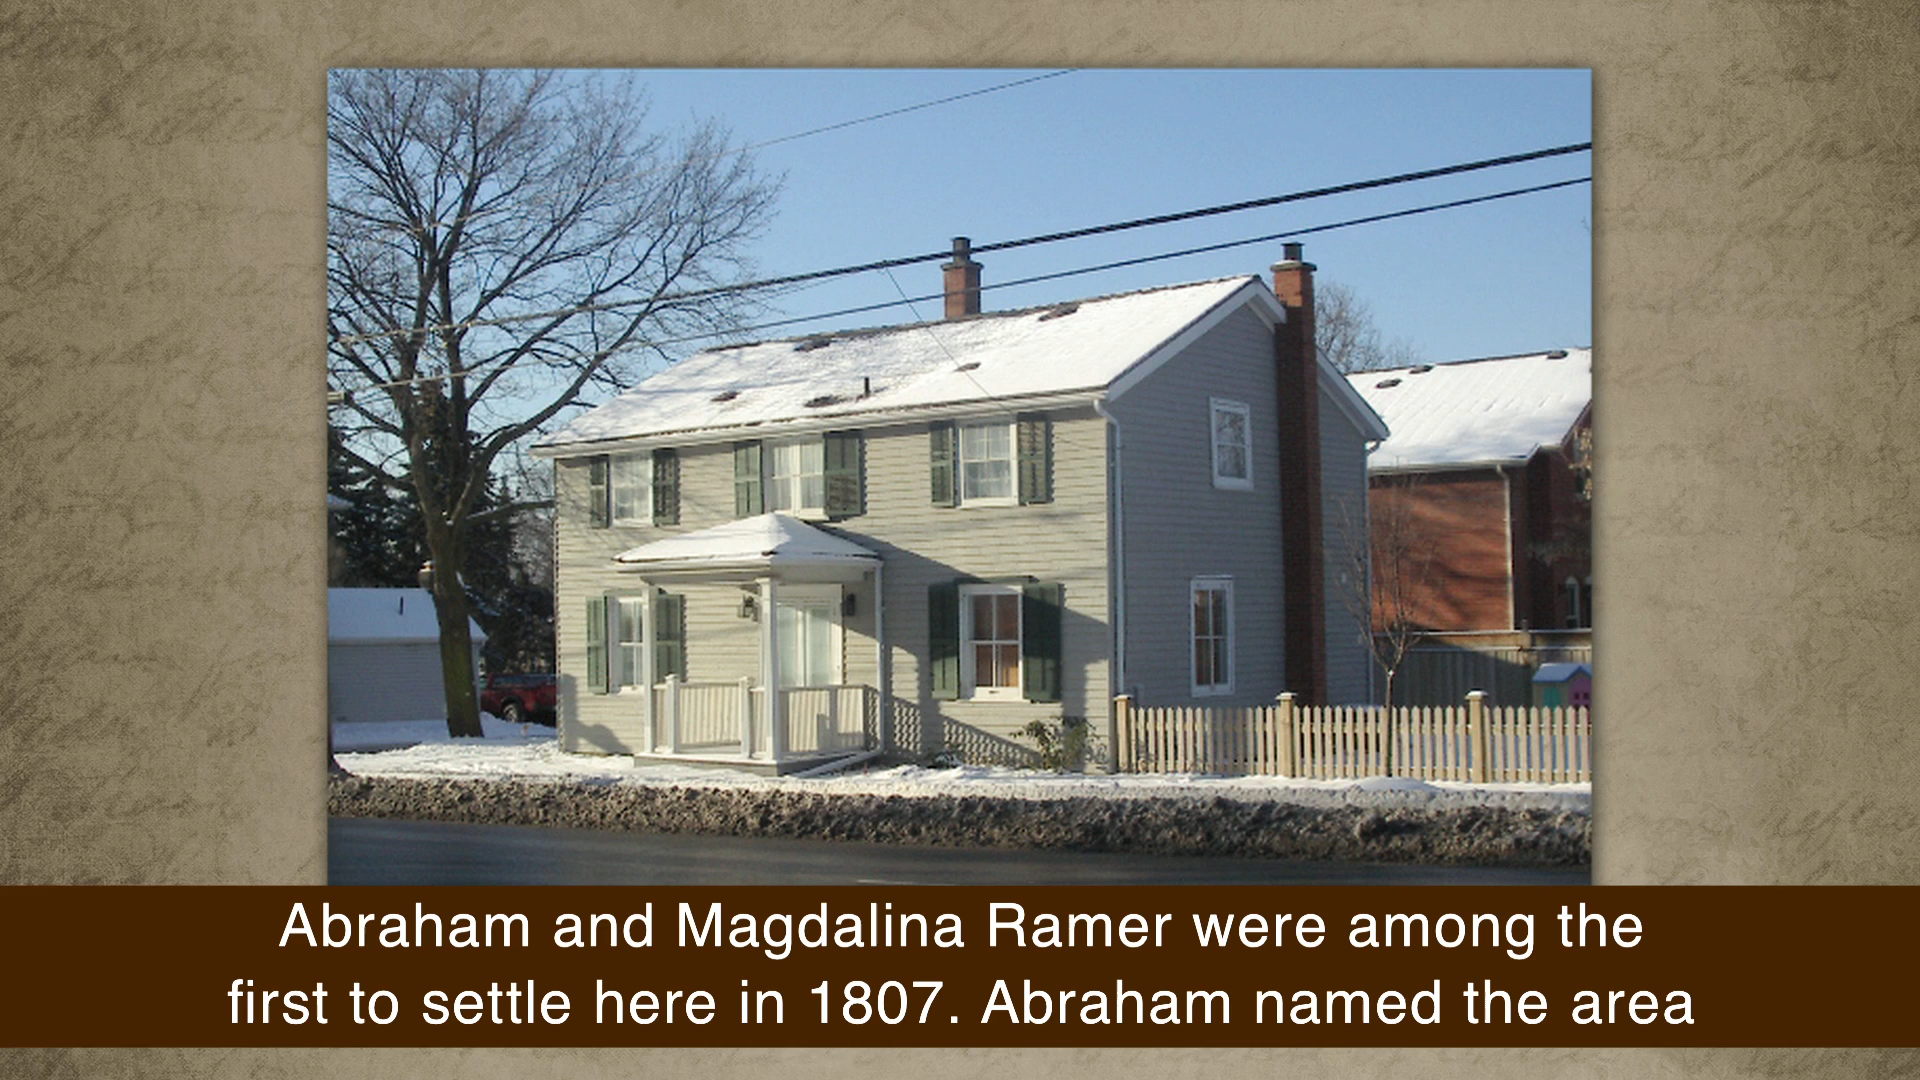 Abraham and Magdalina Ramer were among the
first to settle here in 1807. Abraham named the area